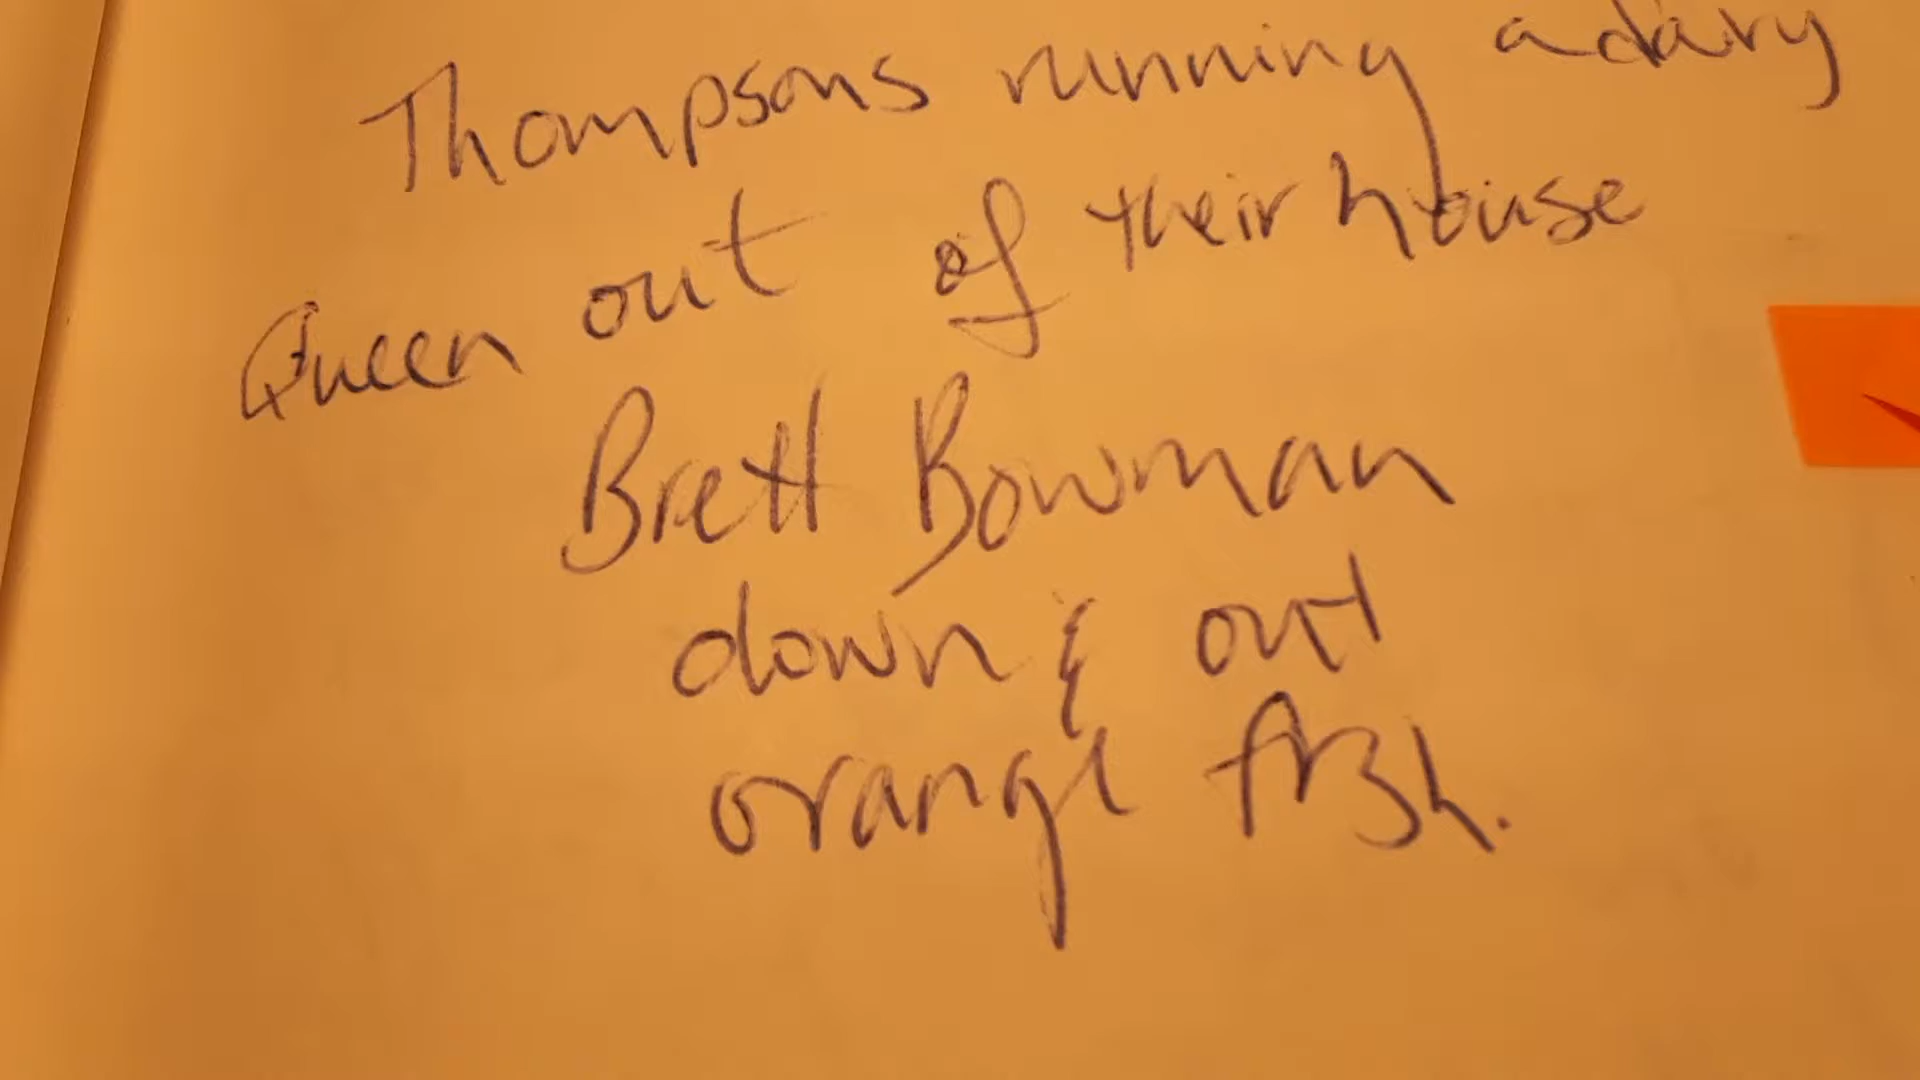 Thompsons running a dairy
Queen out of their house
Brett Bowman
down & out
orange fish.